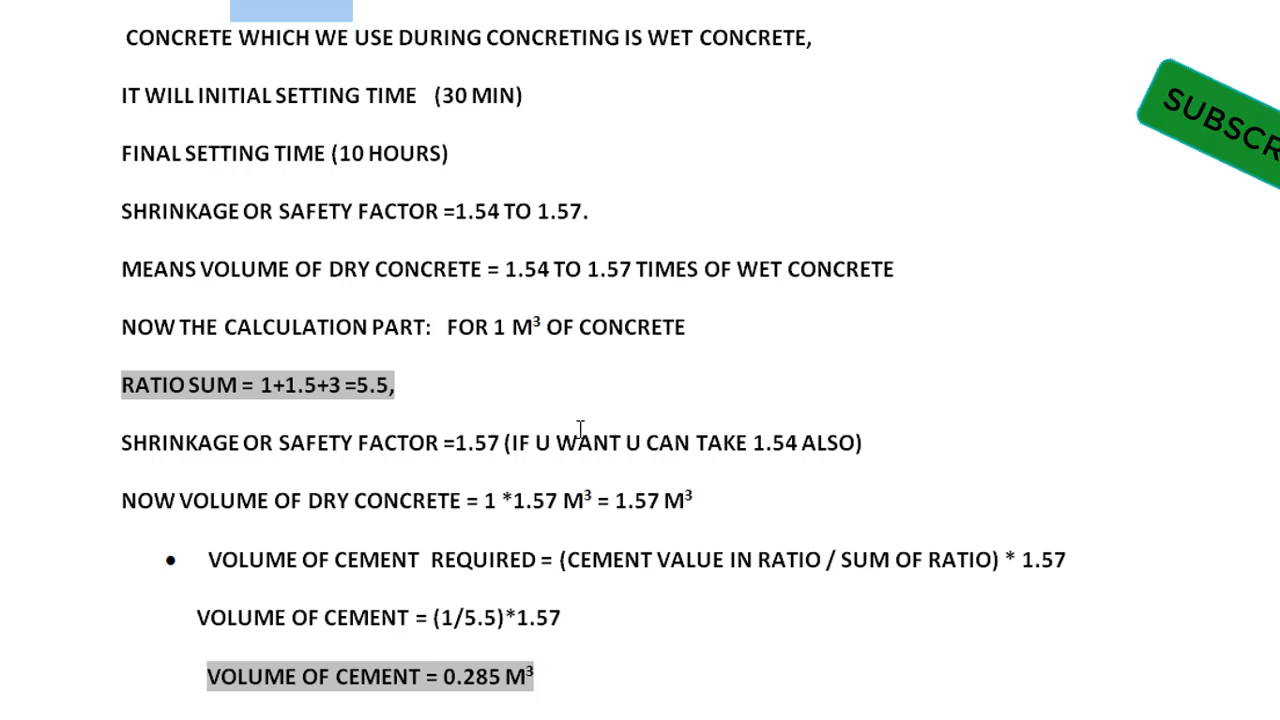 CONCRETE WHICH WE USE DURING CONCRETING IS WET CONCRETE,
IT WILL INITIAL SETTING TIME (30 MIN)
FINAL SETTING TIME (10 HOURS)
SHRINKAGE OR SAFETY FACTOR =1.54 TO 1.57.
MEANS VOLUME OF DRY CONCRETE = 1.54 TO 1.57 TIMES OF WET CONCRETE
NOW THE CALCULATION PART: FOR 1 M³ OF CONCRETE
RATIO SUM = 1+1.5+3 =5.5,
SHRINKAGE OR SAFETY FACTOR =1.57 (IF U WANT U CAN TAKE 1.54 ALSO)
NOW VOLUME OF DRY CONCRETE = 1 *1.57 M³ = 1.57 M³
• VOLUME OF CEMENT REQUIRED = (CEMENT VALUE IN RATIO / SUM OF RATIO) * 1.57
VOLUME OF CEMENT = (1/5.5)*1.57
VOLUME OF CEMENT = 0.285 M³
SUBSCR